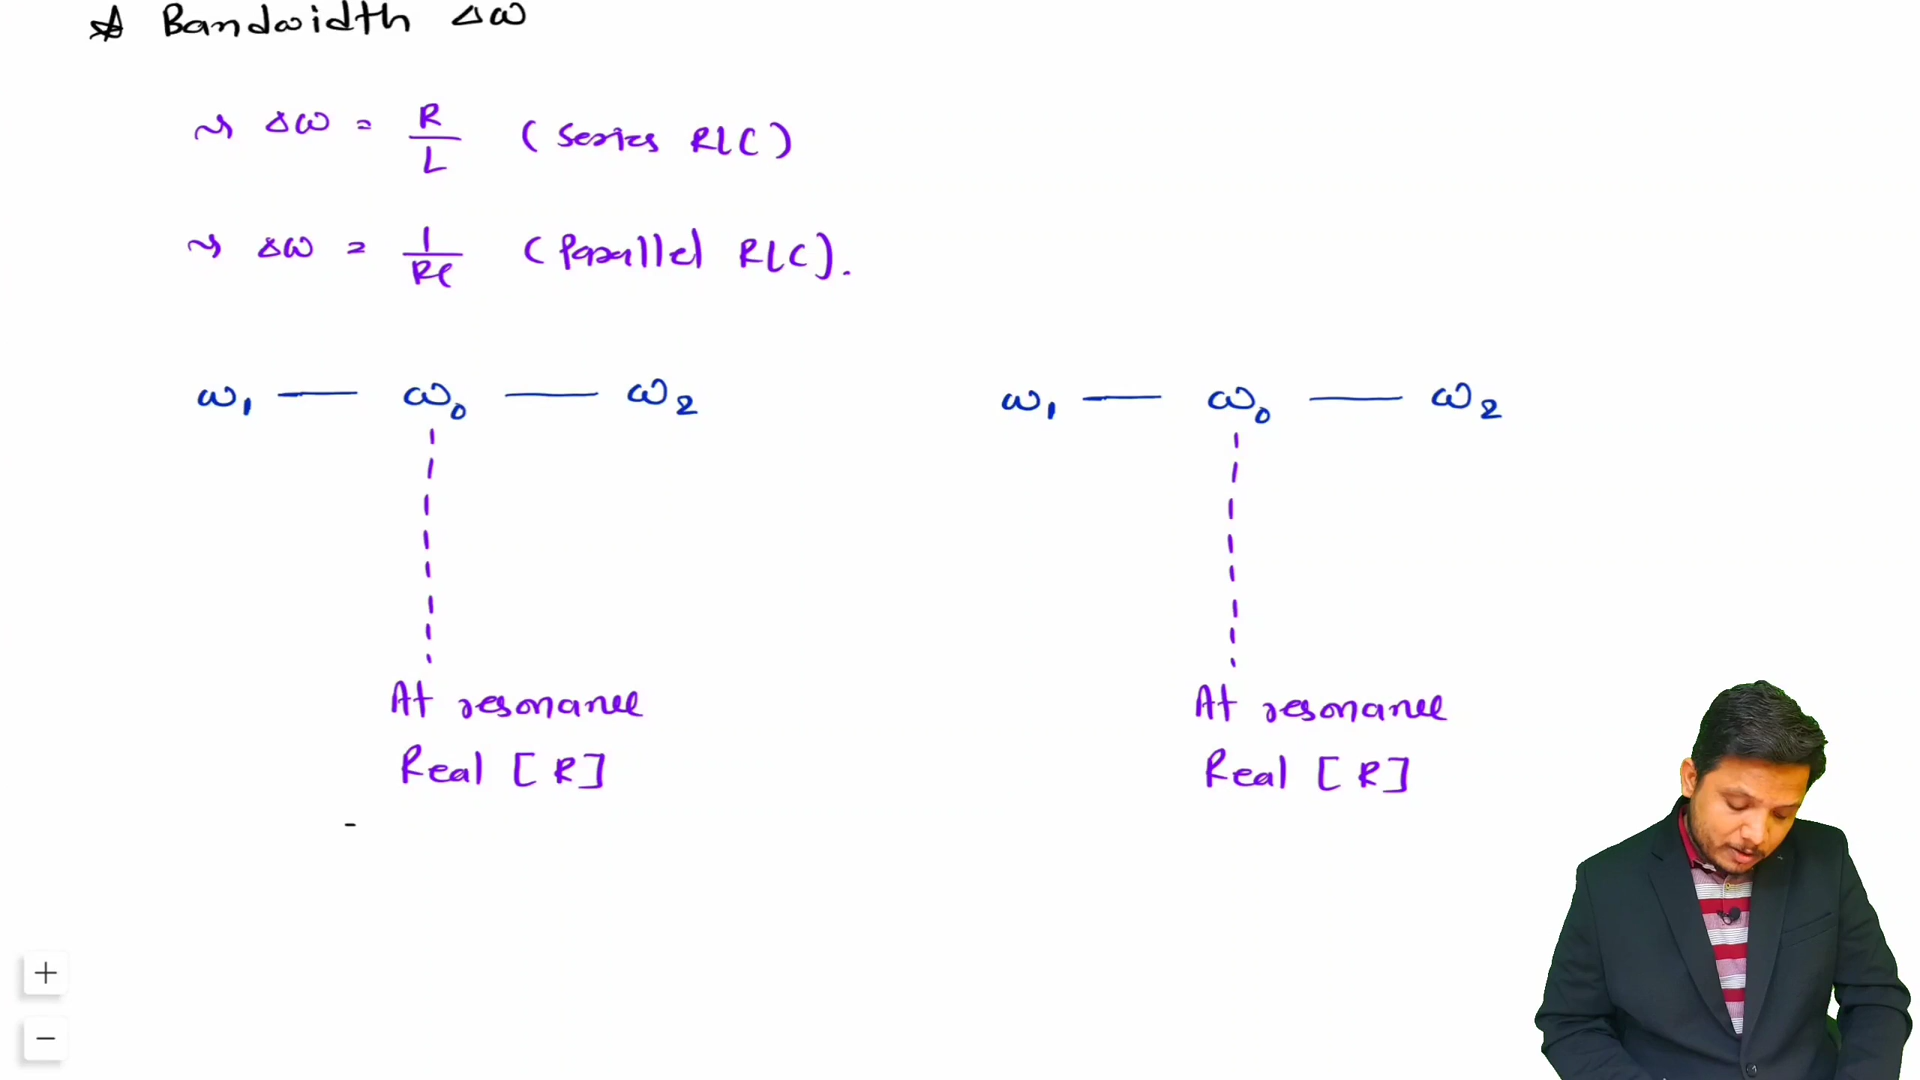 * Bandwidth Δω
~> Δω = R/L (Series RLC)
~> Δω = 1/RC (Parallel RLC).
ω₁ — ω₀ — ω₂
ω₁ — ω₀ — ω₂
At resonance
Real [R]
At resonance
Real [R]
-
+
−